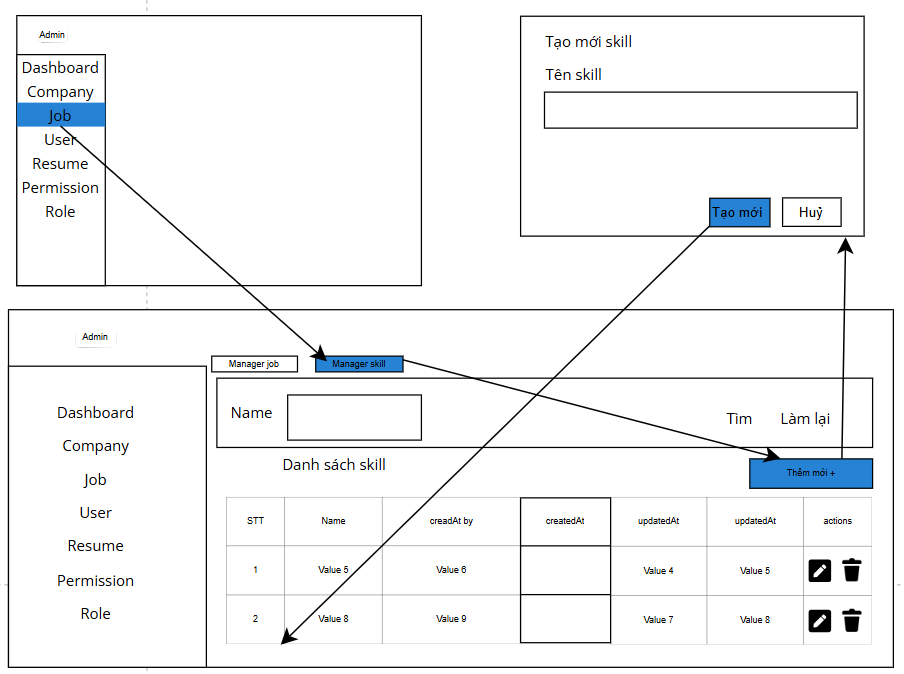 Admin
Dashboard
Company
Job
User
Resume
Permission
Role
Tạo mới skill
Tên skill
Tạo mới
Huỷ
Admin
Dashboard
Company
Job
User
Resume
Permission
Role
Manager job
Manager skill
Name
Tìm
Làm lại
Danh sách skill
Thêm mới +
STT Name creadAt by createdAt updatedAt updatedAt actions
1 Value 5 Value 6 Value 4 Value 5
2 Value 8 Value 9 Value 7 Value 8